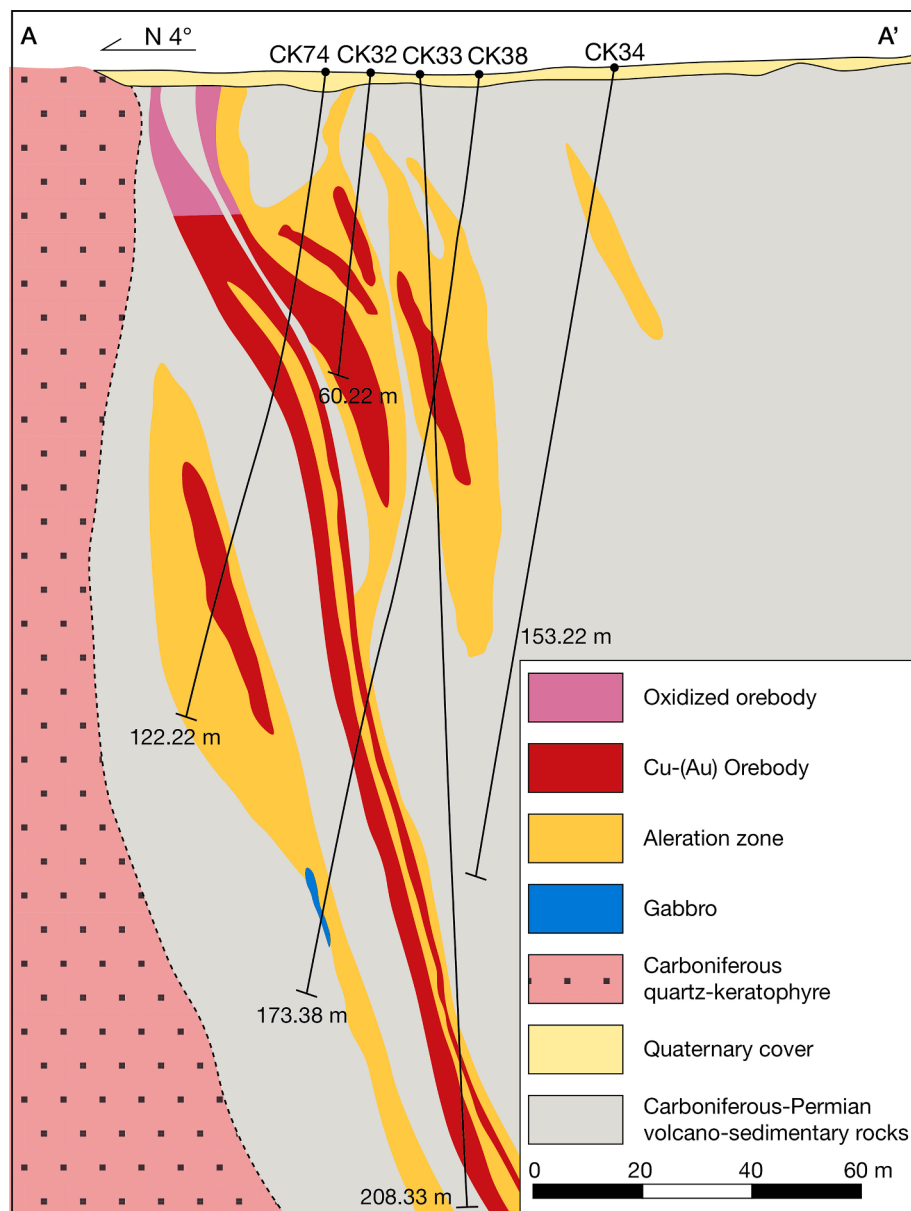 A
N 4°
A’
CK74
CK32
CK33
CK38
CK34
60.22 m
153.22 m
122.22 m
173.38 m
208.33 m
Oxidized orebody
Cu-(Au) Orebody
Aleration zone
Gabbro
Carboniferous
quartz-keratophyre
Quaternary cover
Carboniferous-Permian
volcano-sedimentary rocks
0 20 40 60 m